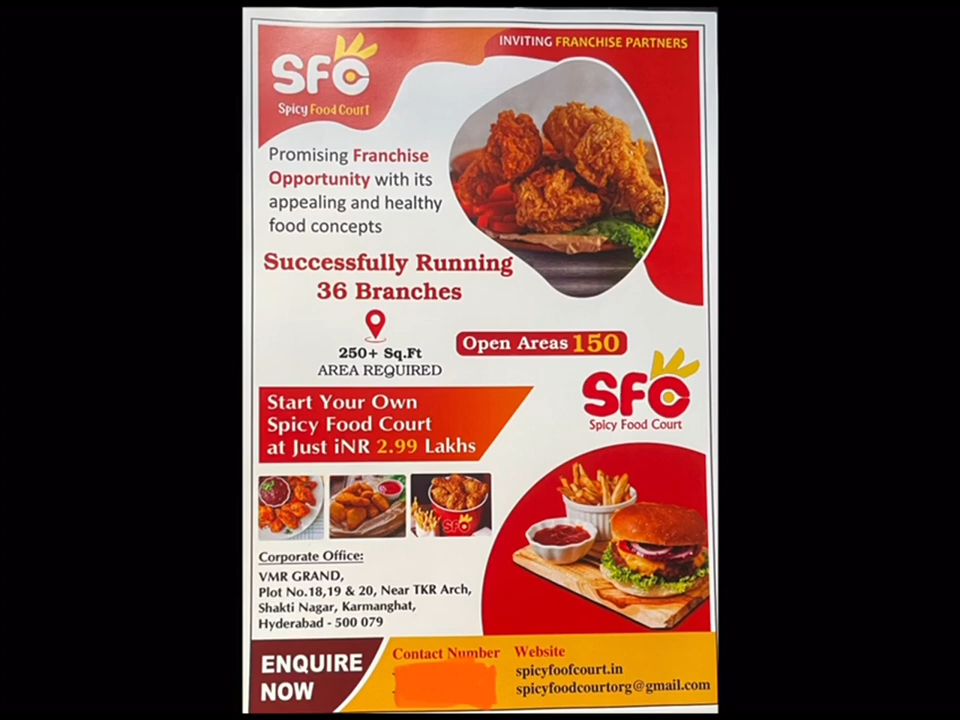 SFC
Spicy Food Court
INVITING FRANCHISE PARTNERS
Promising Franchise
Opportunity with its
appealing and healthy
food concepts
Successfully Running
36 Branches
250+ Sq.Ft
AREA REQUIRED
Open Areas 150
SFC
Spicy Food Court
Start Your Own
Spicy Food Court
at Just iNR 2.99 Lakhs
SFC
Corporate Office:
VMR GRAND,
Plot No.18,19 & 20, Near TKR Arch,
Shakti Nagar, Karmanghat,
Hyderabad - 500 079
ENQUIRE
NOW
Contact Number
Website
spicyfoofcourt.in
spicyfoodcourtorg@gmail.com